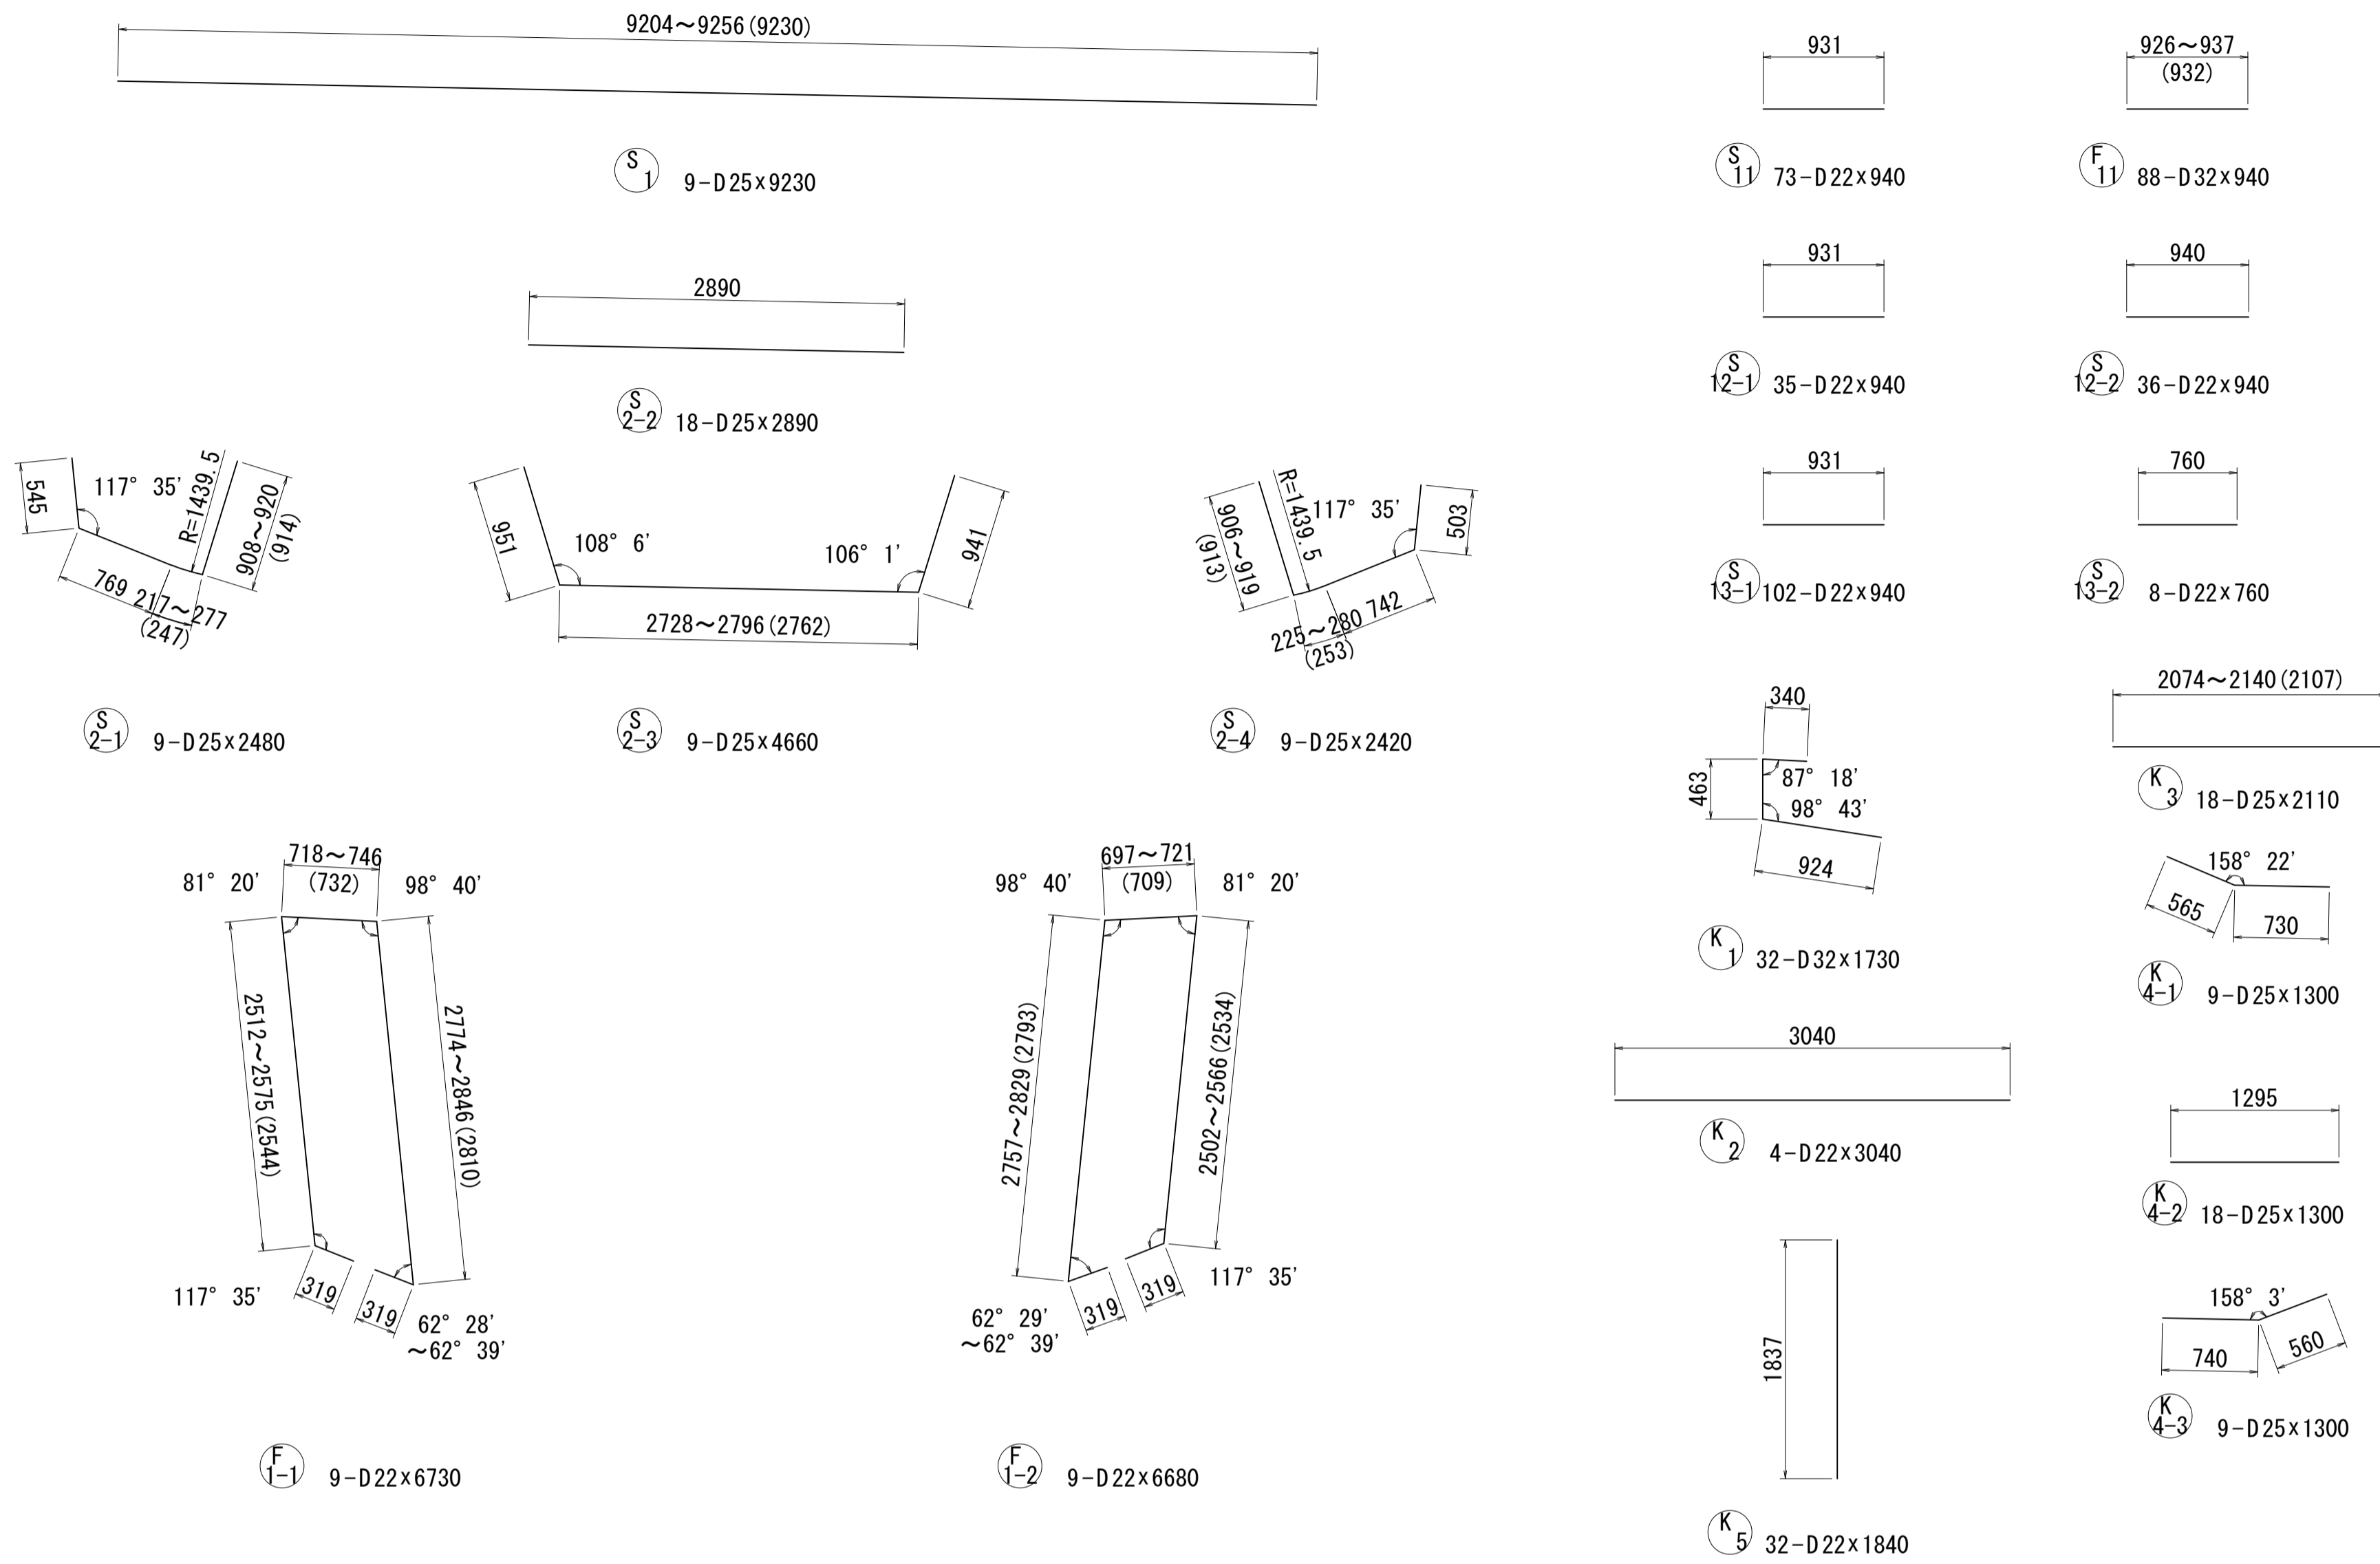 9204～9256(9230)
S
1
9-D25×9230
2890
S
2-2
18-D25×2890
545
117° 35′
R=1439.5
908～920
(914)
769
217～277
(247)
S
2-1
9-D25×2480
951
108° 6′
106° 1′
941
2728～2796(2762)
S
2-3
9-D25×4660
906～919
(913)
R=1439.5
117° 35′
503
225～280
(253)
742
S
2-4
9-D25×2420
718～746
(732)
81° 20′
98° 40′
2512～2575(2544)
2774～2846(2810)
117° 35′
319
319
62° 28′
～62° 39′
F
1-1
9-D22×6730
697～721
(709)
98° 40′
81° 20′
2757～2829(2793)
2502～2566(2534)
62° 29′
～62° 39′
319
319
117° 35′
F
1-2
9-D22×6680
931
S
11
73-D22×940
926～937
(932)
F
11
88-D32×940
931
S
12-1
35-D22×940
940
S
12-2
36-D22×940
931
S
13-1
102-D22×940
760
S
13-2
8-D22×760
340
463
87° 18′
98° 43′
924
K
1
32-D32×1730
2074～2140(2107)
K
3
18-D25×2110
158° 22′
565
730
K
4-1
9-D25×1300
3040
K
2
4-D22×3040
1295
K
4-2
18-D25×1300
1837
K
5
32-D22×1840
158° 3′
740
560
K
4-3
9-D25×1300